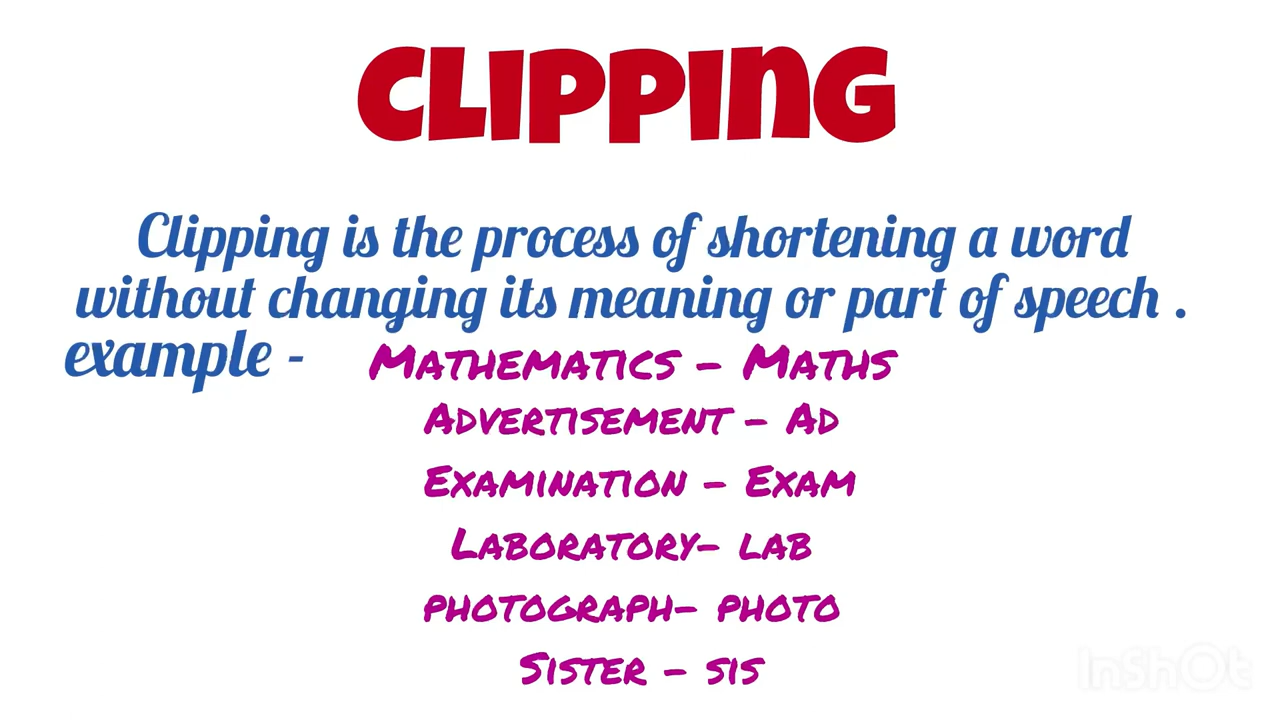 CLIPPING
Clipping is the process of shortening a word
without changing its meaning or part of speech .
example - MATHEMATICS - MATHS
ADVERTISEMENT - AD
EXAMINATION - EXAM
LABORATORY- LAB
PHOTOGRAPH- PHOTO
SISTER - SIS
InShOt